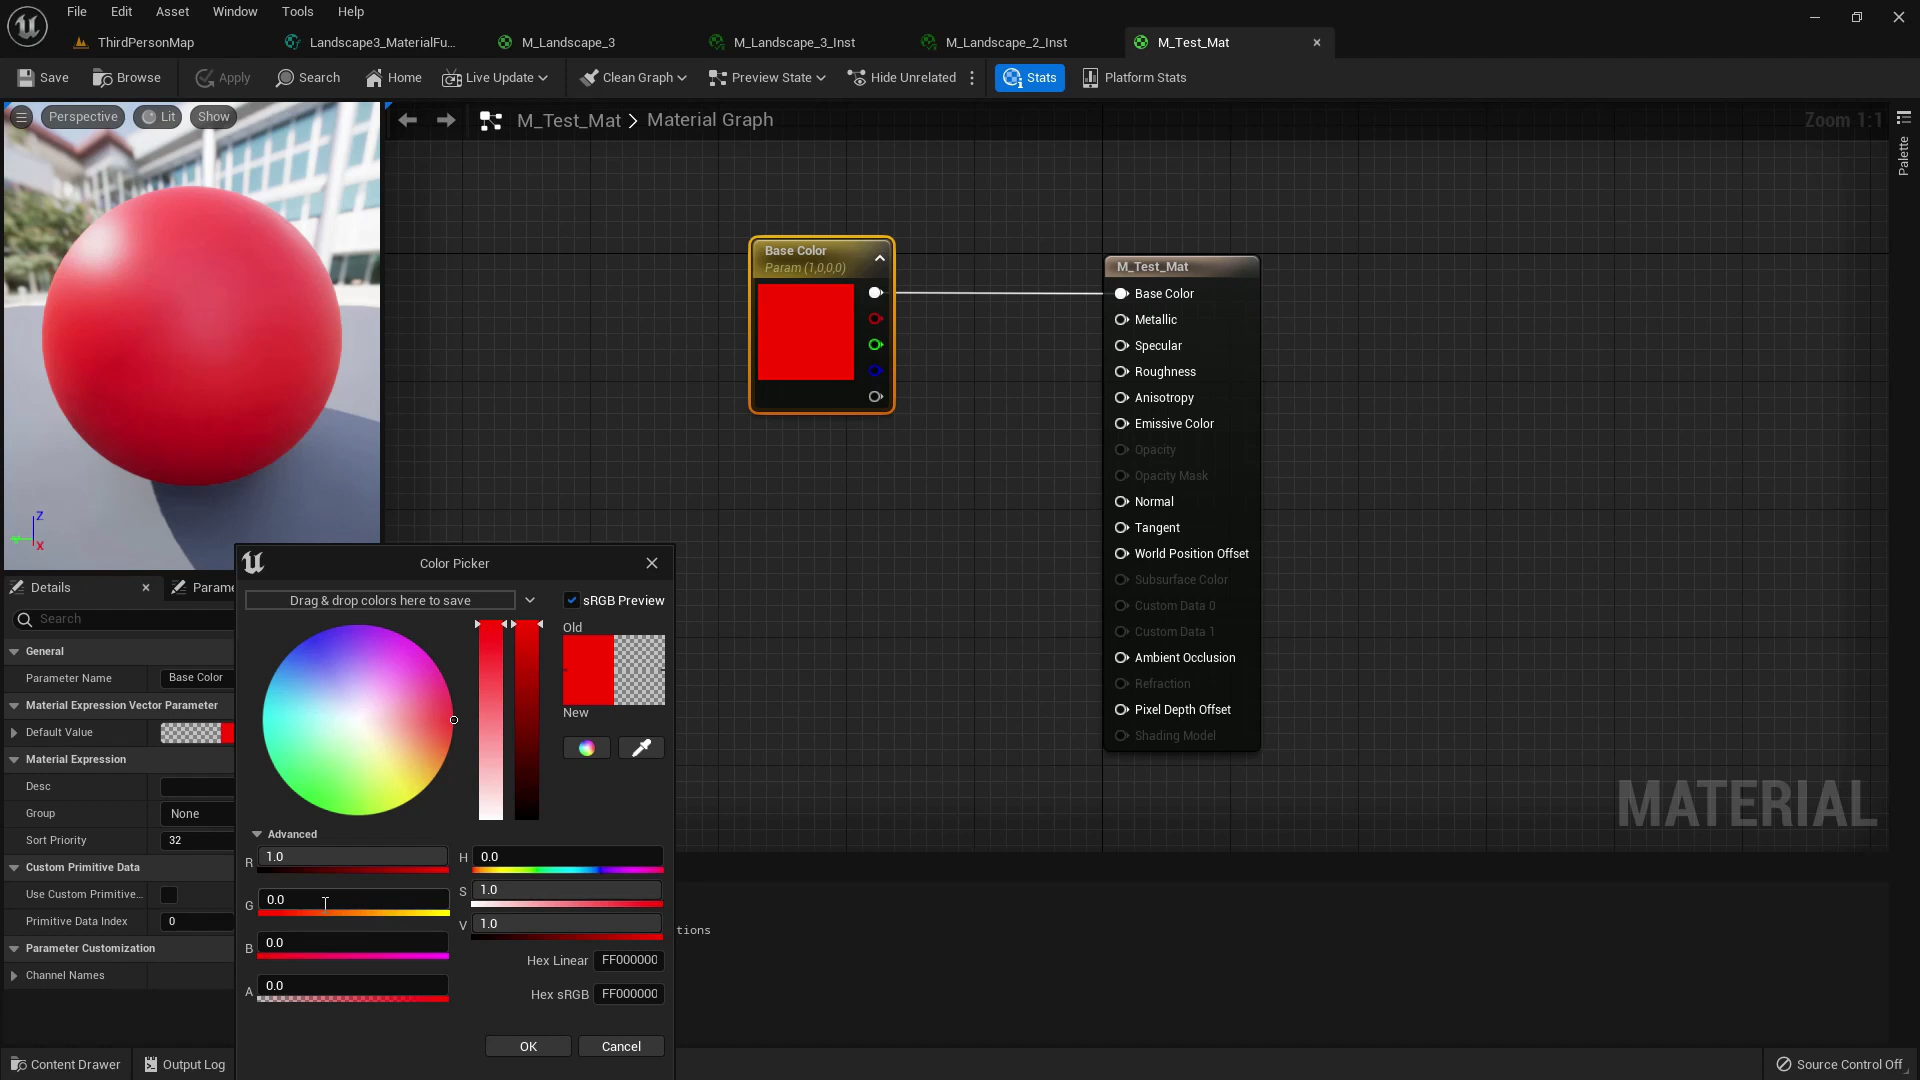 File Edit Asset Window Tools Help
ThirdPersonMap Landscape3_MaterialFu... M_Landscape_3 M_Landscape_3_Inst M_Landscape_2_Inst M_Test_Mat
Save Browse Apply Search Home Live Update Clean Graph Preview State Hide Unrelated Stats Platform Stats
Perspective Lit Show
M_Test_Mat > Material Graph
Zoom 1:1
Palette
Base Color
Param (1,0,0,0)
M_Test_Mat
Base Color
Metallic
Specular
Roughness
Anisotropy
Emissive Color
Opacity
Opacity Mask
Normal
Tangent
World Position Offset
Subsurface Color
Custom Data 0
Custom Data 1
Ambient Occlusion
Refraction
Pixel Depth Offset
Shading Model
MATERIAL
Z
X
Details Parame
Search
General
Parameter Name Base Color
Material Expression Vector Parameter
Default Value
Material Expression
Desc
Group None
Sort Priority 32
Custom Primitive Data
Use Custom Primitive...
Primitive Data Index 0
Parameter Customization
Channel Names
Color Picker
Drag & drop colors here to save
sRGB Preview
Old
New
Advanced
R 1.0
G 0.0
B 0.0
A 0.0
H 0.0
S 1.0
V 1.0
Hex Linear FF000000
Hex sRGB FF000000
OK Cancel
tions
Content Drawer Output Log Source Control Off